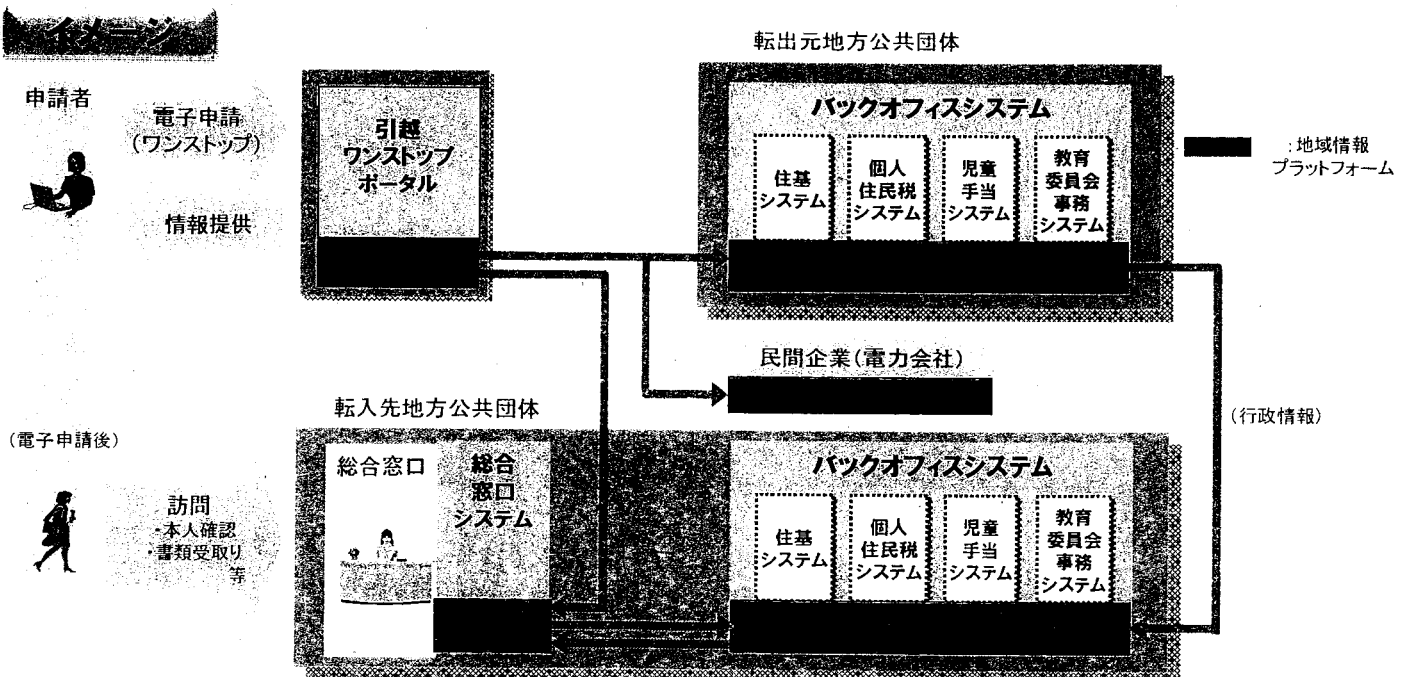 イメージ
申請者
電子申請
(ワンストップ)
情報提供
引越
ワンストップ
ポータル
転出元地方公共団体
バックオフィスシステム
住基
システム
個人
住民税
システム
児童
手当
システム
教育
委員会
事務
システム
:地域情報
プラットフォーム
民間企業(電力会社)
(行政情報)
転入先地方公共団体
(電子申請後)
訪問
・本人確認
・書類受取り
等
総合窓口
総合
窓口
システム
バックオフィスシステム
住基
システム
個人
住民税
システム
児童
手当
システム
教育
委員会
事務
システム